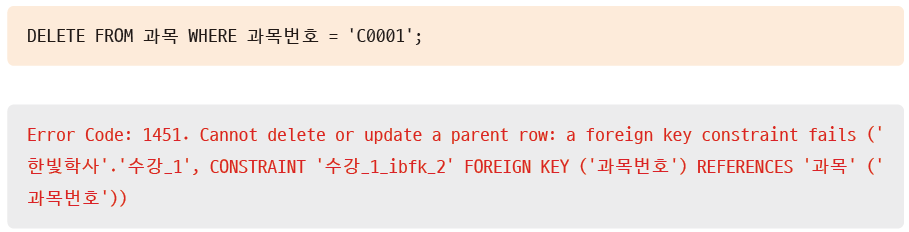 DELETE FROM 과목 WHERE 과목번호 = 'C0001';
Error Code: 1451. Cannot delete or update a parent row: a foreign key constraint fails ('
한빛학사'.'수강_1', CONSTRAINT '수강_1_ibfk_2' FOREIGN KEY ('과목번호') REFERENCES '과목' ('
과목번호'))